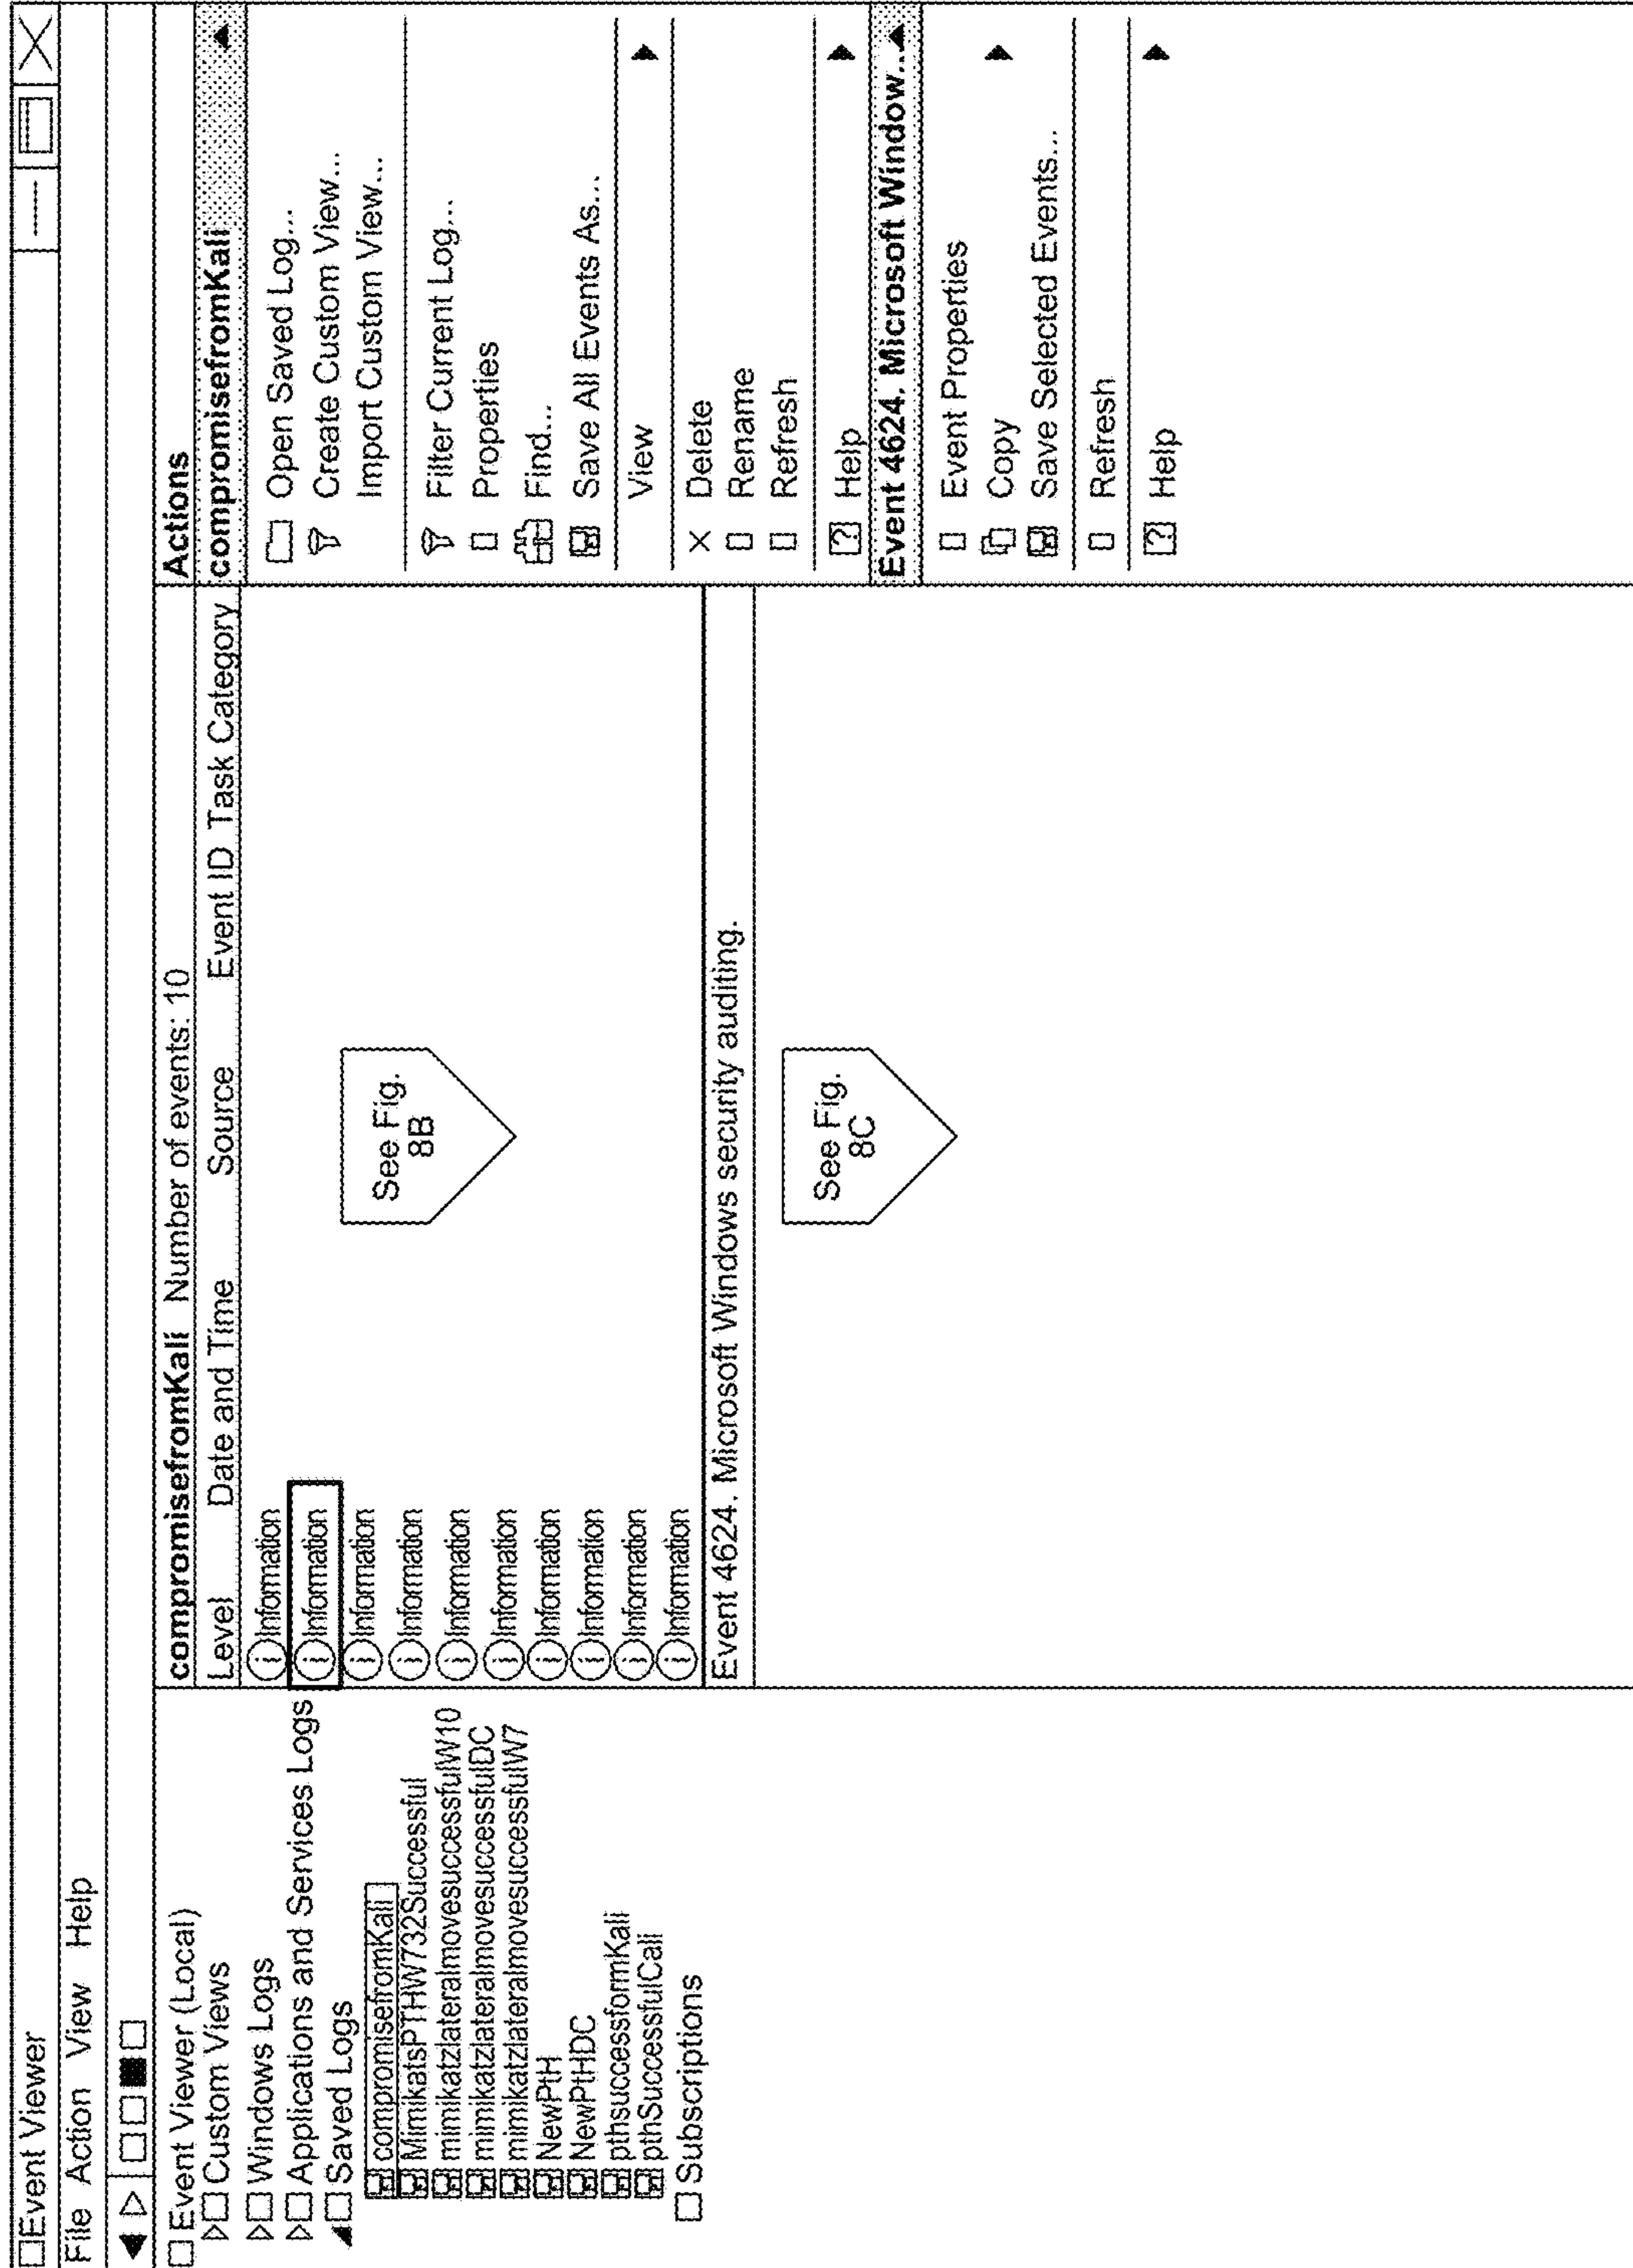 Event Viewer
File Action View Help
Event Viewer (Local)
Custom Views
Windows Logs
Applications and Services Logs
Saved Logs
compromisefromKali
MimikatsPTHW732Successful
mimikatzlateralmovesuccessfulW10
mimikatzlateralmovesuccessfulDC
mimikatzlateralmovesuccessfulW7
NewPtH
NewPtHDC
pthsuccessformKali
pthSuccessfulCali
Subscriptions
compromisefromKali Number of events: 10
Level Date and Time Source Event ID Task Category
Information
Information
Information
Information
Information
Information
Information
Information
Information
Information
See Fig.
8B
Event 4624. Microsoft Windows security auditing.
See Fig.
8C
Actions
compromisefromKali
Open Saved Log...
Create Custom View...
Import Custom View...
Filter Current Log...
Properties
Find...
Save All Events As...
View
Delete
Rename
Refresh
Help
Event 4624. Microsoft Window...
Event Properties
Copy
Save Selected Events...
Refresh
Help